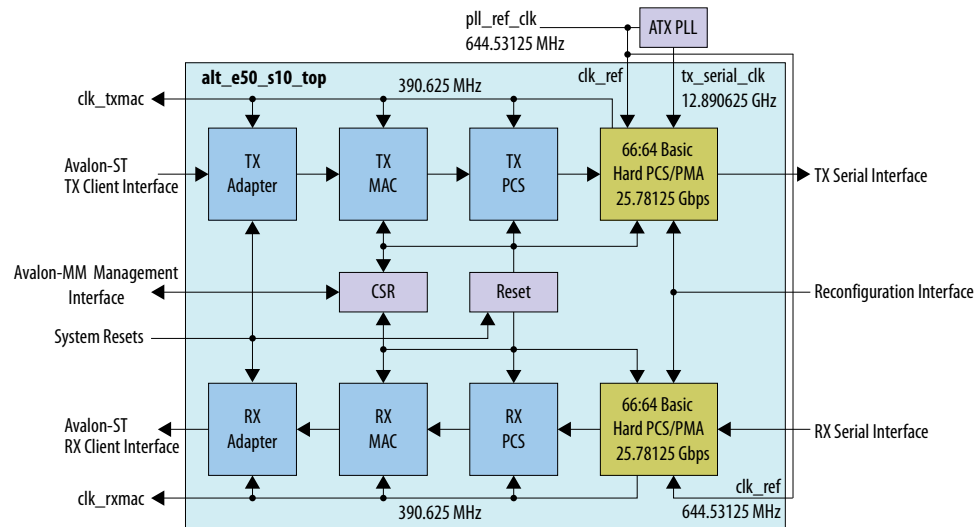 pll_ref_clk
644.53125 MHz
ATX PLL
alt_e50_s10_top
390.625 MHz
clk_ref
tx_serial_clk
12.890625 GHz
clk_txmac
Avalon-ST
TX Client Interface
TX
Adapter
TX
MAC
TX
PCS
66:64 Basic
Hard PCS/PMA
25.78125 Gbps
TX Serial Interface
Avalon-MM Management
Interface
CSR
Reset
Reconfiguration Interface
System Resets
Avalon-ST
RX Client Interface
RX
Adapter
RX
MAC
RX
PCS
66:64 Basic
Hard PCS/PMA
25.78125 Gbps
RX Serial Interface
clk_rxmac
390.625 MHz
clk_ref
644.53125 MHz